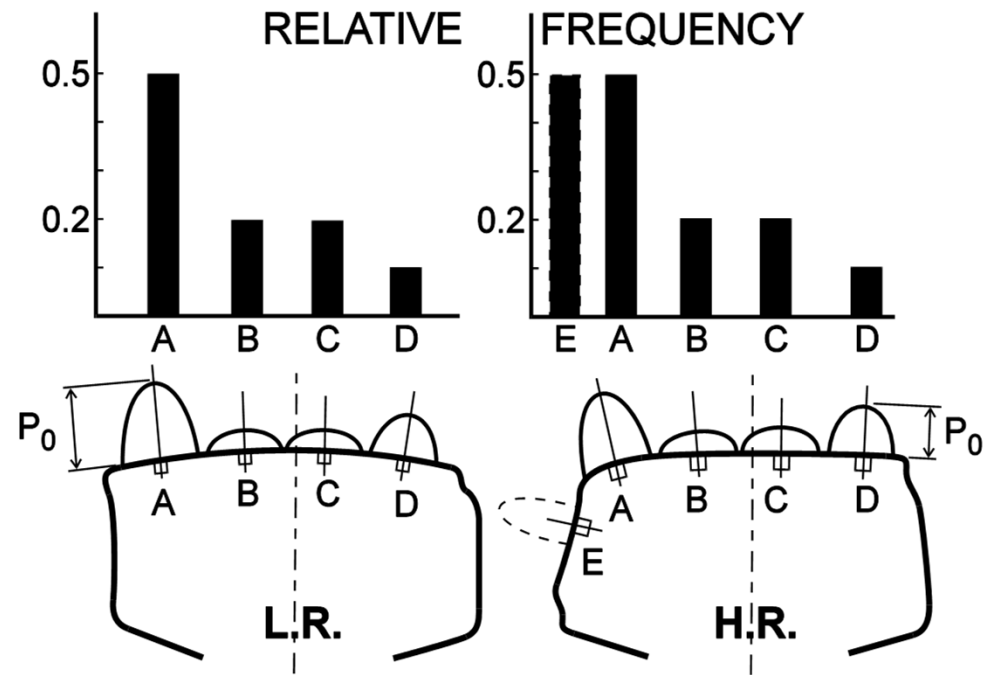 RELATIVE FREQUENCY
0.5 0.5
0.2 0.2
A B C D E A B C D
P0 P0
A B C D A B C D
E
L.R. H.R.